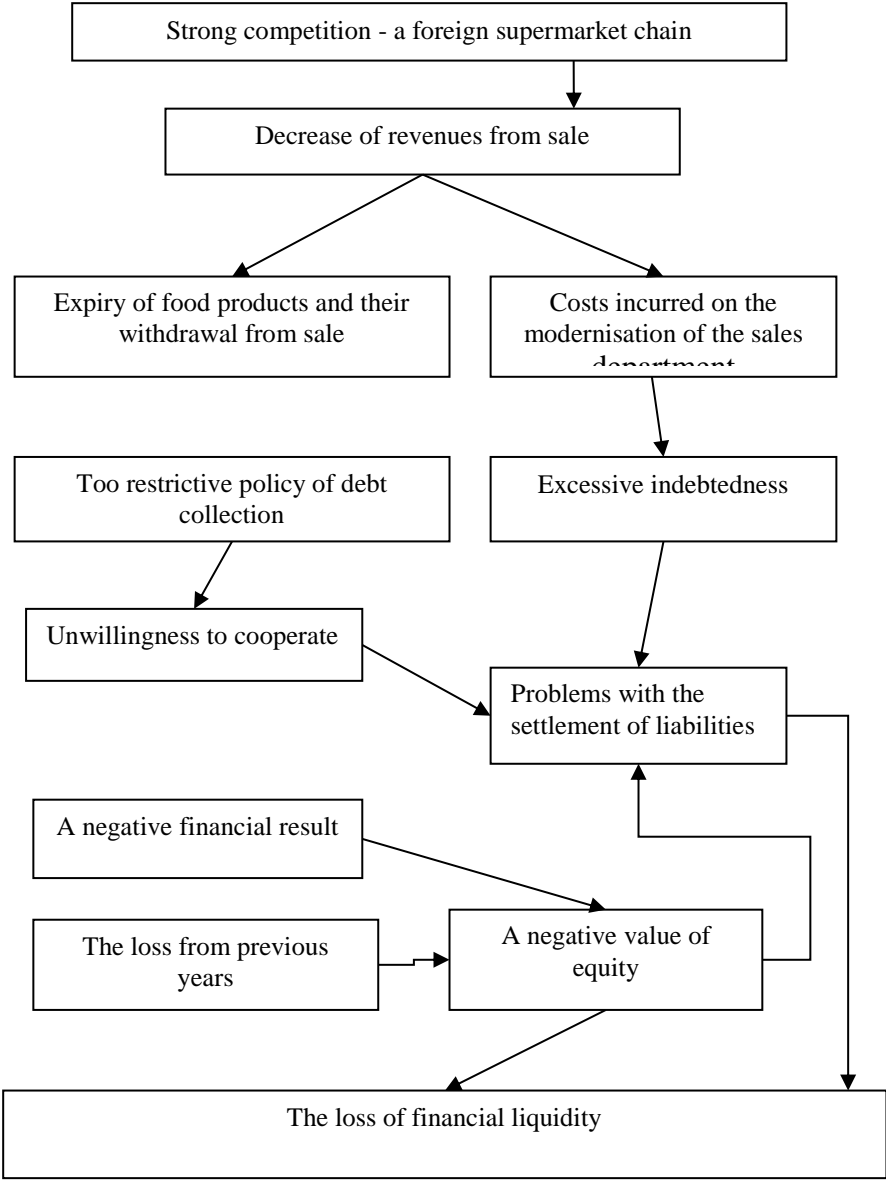 Strong competition - a foreign supermarket chain
Decrease of revenues from sale
Expiry of food products and their
withdrawal from sale
Costs incurred on the
modernisation of the sales
department
Too restrictive policy of debt
collection
Excessive indebtedness
Unwillingness to cooperate
Problems with the
settlement of liabilities
A negative financial result
The loss from previous
years
A negative value of
equity
The loss of financial liquidity